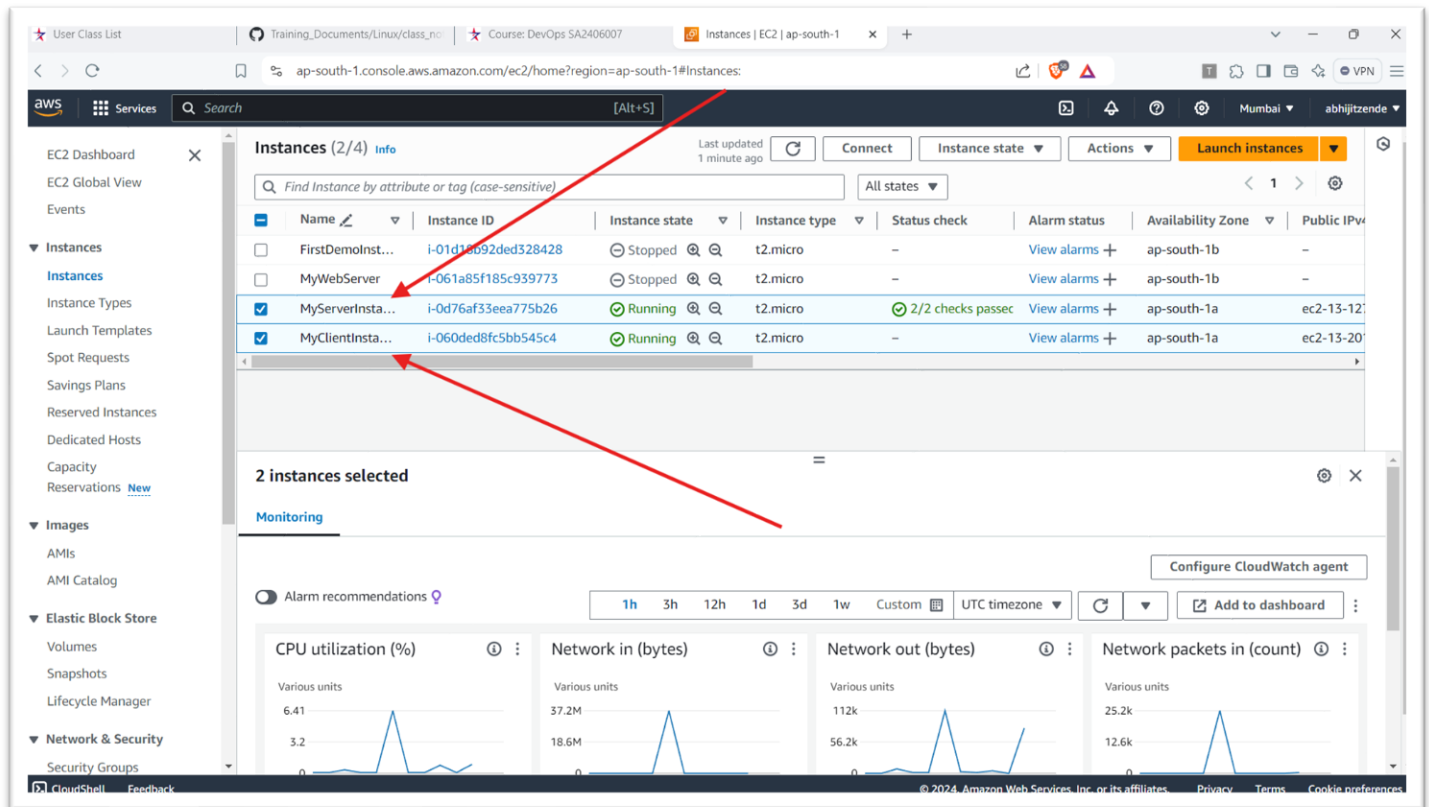 User Class List
Training_Documents/Linux/class_no
Course: DevOps SA2406007
Instances | EC2 | ap-south-1
ap-south-1.console.aws.amazon.com/ec2/home?region=ap-south-1#Instances:
VPN
aws Services Search [Alt+S] Mumbai abhijitzende
EC2 Dashboard
EC2 Global View
Events
Instances
Instances
Instance Types
Launch Templates
Spot Requests
Savings Plans
Reserved Instances
Dedicated Hosts
Capacity
Reservations New
Images
AMIs
AMI Catalog
Elastic Block Store
Volumes
Snapshots
Lifecycle Manager
Network & Security
Security Groups
Instances (2/4) Info
Last updated
1 minute ago
Connect Instance state Actions Launch instances
Find Instance by attribute or tag (case-sensitive) All states 1
Name Instance ID Instance state Instance type Status check Alarm status Availability Zone Public IPv4
FirstDemoInst... i-01d18b92ded328428 Stopped t2.micro – View alarms + ap-south-1b –
MyWebServer i-061a85f185c939773 Stopped t2.micro – View alarms + ap-south-1b –
MyServerInsta... i-0d76af33eea775b26 Running t2.micro 2/2 checks passec View alarms + ap-south-1a ec2-13-127
MyClientInsta... i-060ded8fc5bb545c4 Running t2.micro – View alarms + ap-south-1a ec2-13-201
2 instances selected
Monitoring
Configure CloudWatch agent
Alarm recommendations
1h 3h 12h 1d 3d 1w Custom UTC timezone Add to dashboard
CPU utilization (%)
Various units
6.41
3.2
0
Network in (bytes)
Various units
37.2M
18.6M
0
Network out (bytes)
Various units
112k
56.2k
0
Network packets in (count)
Various units
25.2k
12.6k
0
CloudShell Feedback © 2024, Amazon Web Services, Inc. or its affiliates. Privacy Terms Cookie preferences